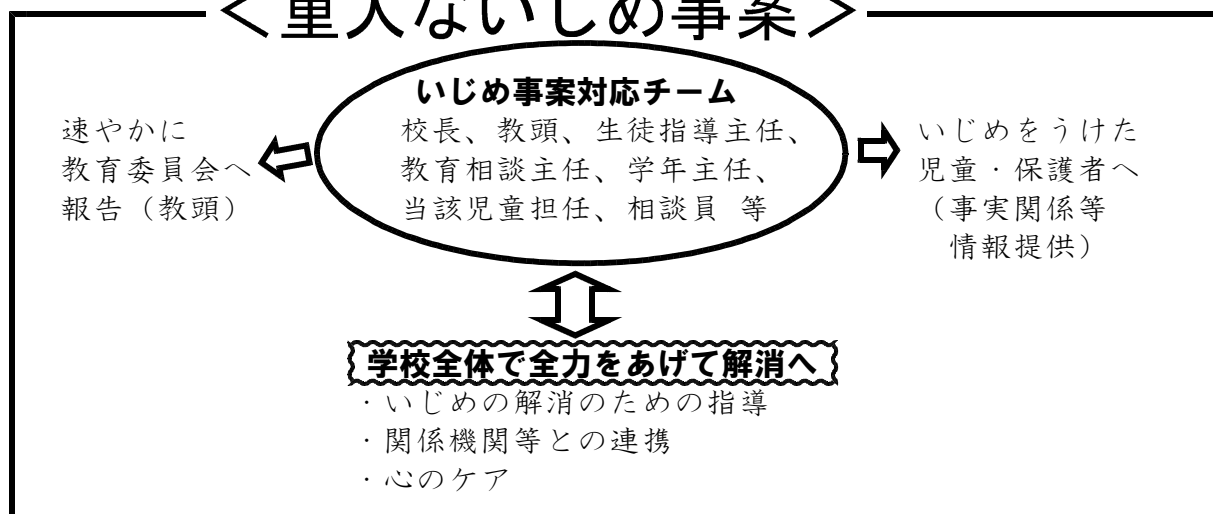 ＜重大ないじめ事案＞
いじめ事案対応チーム
校長、教頭、生徒指導主任、
教育相談主任、学年主任、
当該児童担任、相談員 等
速やかに
教育委員会へ
報告（教頭）
いじめをうけた
児童・保護者へ
（事実関係等
情報提供）
学校全体で全力をあげて解消へ
・いじめの解消のための指導
・関係機関等との連携
・心のケア